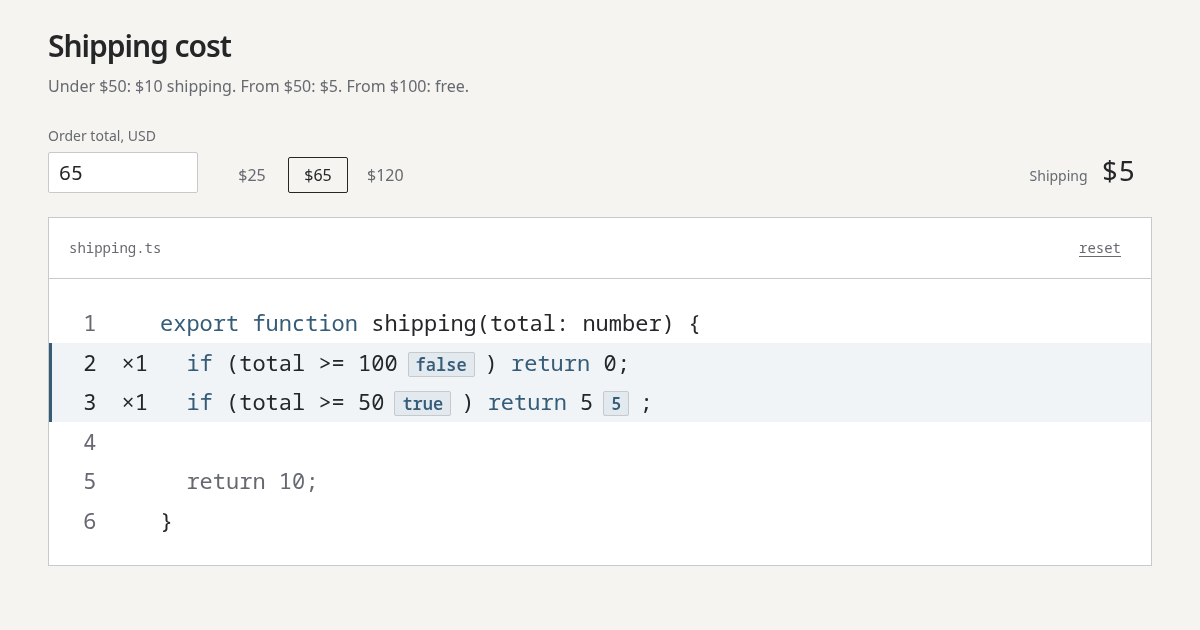 Shipping cost
Under $50: $10 shipping. From $50: $5. From $100: free.
Order total, USD
65 $25 $65 $120 Shipping $5
shipping.ts reset
1 export function shipping(total: number) {
2 ×1 if (total >= 100 false ) return 0;
3 ×1 if (total >= 50 true ) return 5 5 ;
4
5 return 10;
6 }